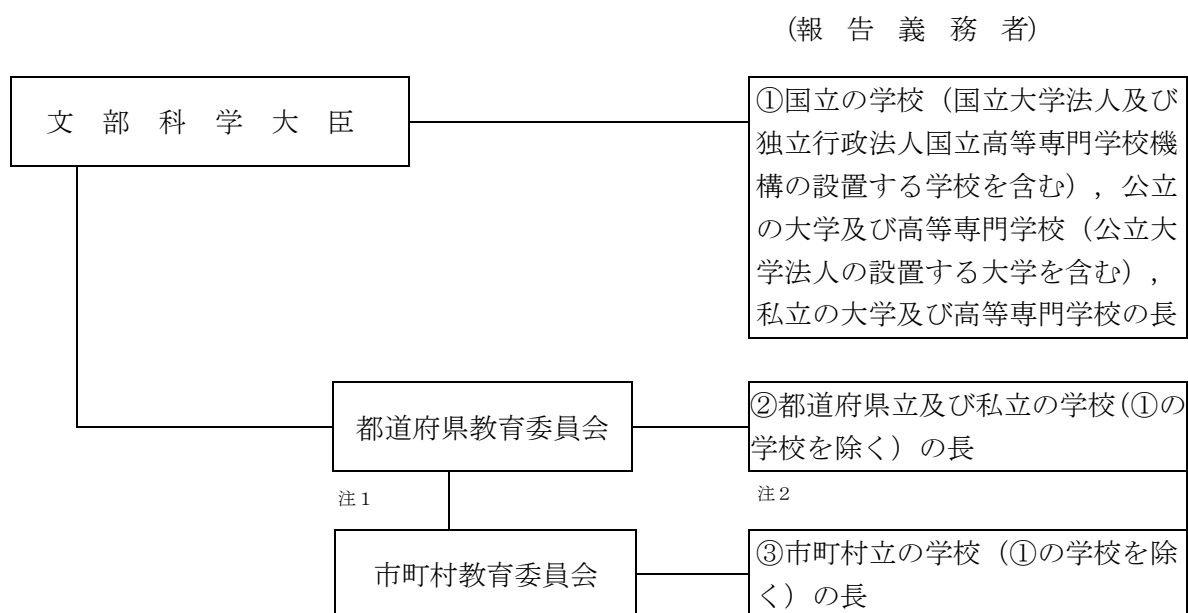 (報 告 義 務 者)
文 部 科 学 大 臣
①国立の学校（国立大学法人及び
独立行政法人国立高等専門学校機
構の設置する学校を含む），公立
の大学及び高等専門学校（公立大
学法人の設置する大学を含む），
私立の大学及び高等専門学校の長
都道府県教育委員会
②都道府県立及び私立の学校(①の
学校を除く）の長
注１
注２
市町村教育委員会
③市町村立の学校（①の学校を除
く）の長